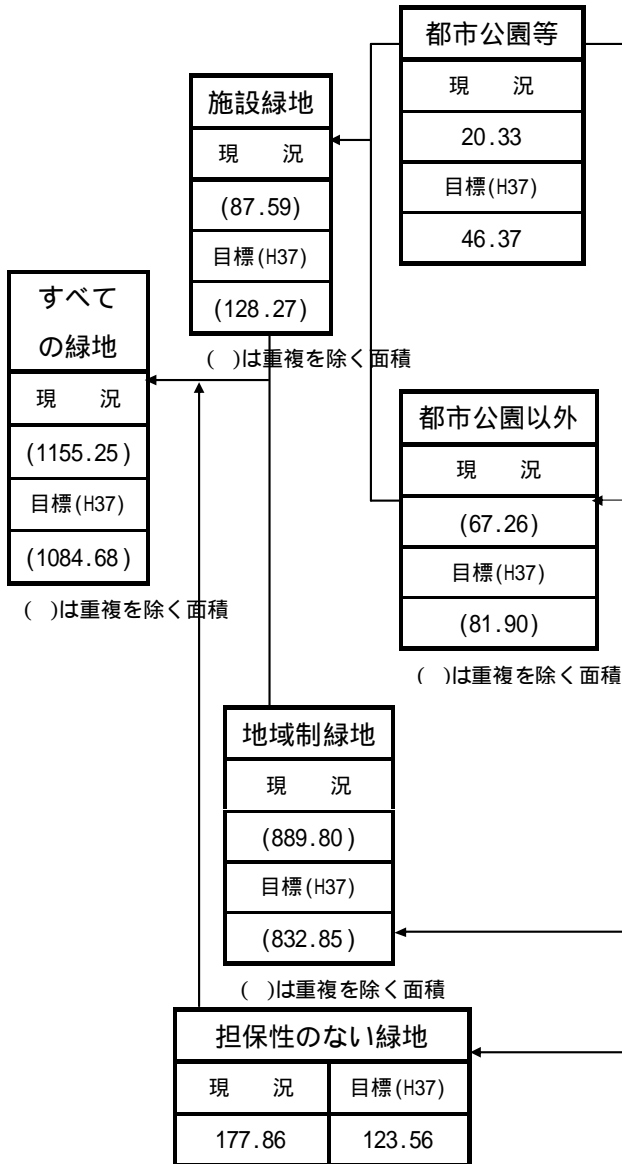 都市公園等
現　況
20.33
目標(H37)
46.37
施設緑地
現　況
(87.59)
目標(H37)
(128.27)
(　)は重複を除く面積
すべて
の緑地
現　況
(1155.25)
目標(H37)
(1084.68)
(　)は重複を除く面積
都市公園以外
現　況
(67.26)
目標(H37)
(81.90)
(　)は重複を除く面積
地域制緑地
現　況
(889.80)
目標(H37)
(832.85)
(　)は重複を除く面積
担保性のない緑地
現　況　目標(H37)
177.86　123.56